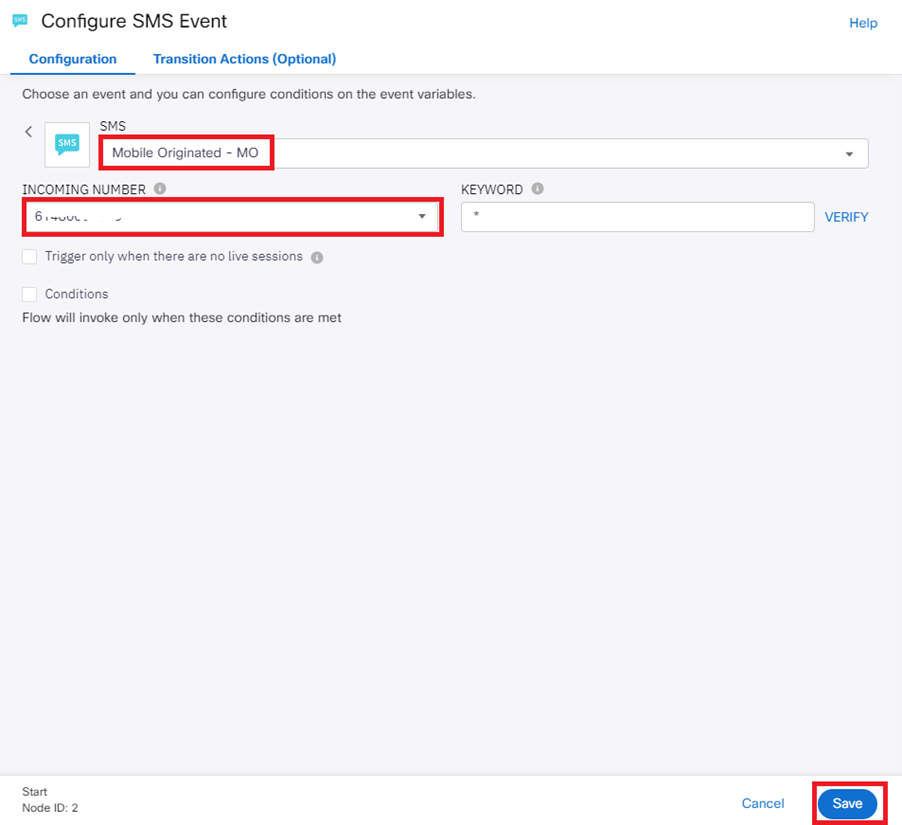 SMS Configure SMS Event
Help
Configuration Transition Actions (Optional)
Choose an event and you can configure conditions on the event variables.
SMS
SMS
Mobile Originated - MO
INCOMING NUMBER
KEYWORD
*
VERIFY
Trigger only when there are no live sessions
Conditions
Flow will invoke only when these conditions are met
Start
Node ID: 2
Cancel
Save